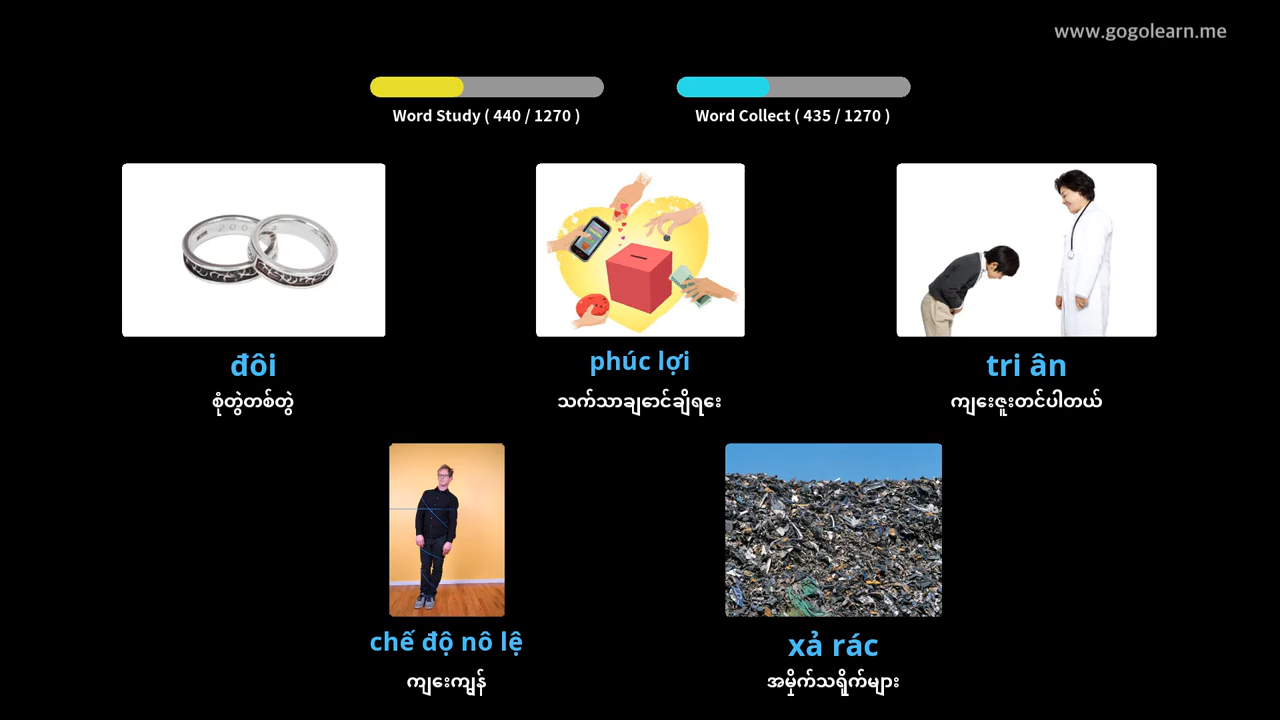 www.gogolearn.me
Word Study ( 440 / 1270 )
Word Collect ( 435 / 1270 )
đôi
စုံတွဲတစ်တွဲ
phúc lợi
သက်သာချောင်ချိရေး
tri ân
ကျေးဇူးတင်ပါတယ်
chế độ nô lệ
ကျေးကျွန်
xả rác
အမှိုက်သရိုက်များ